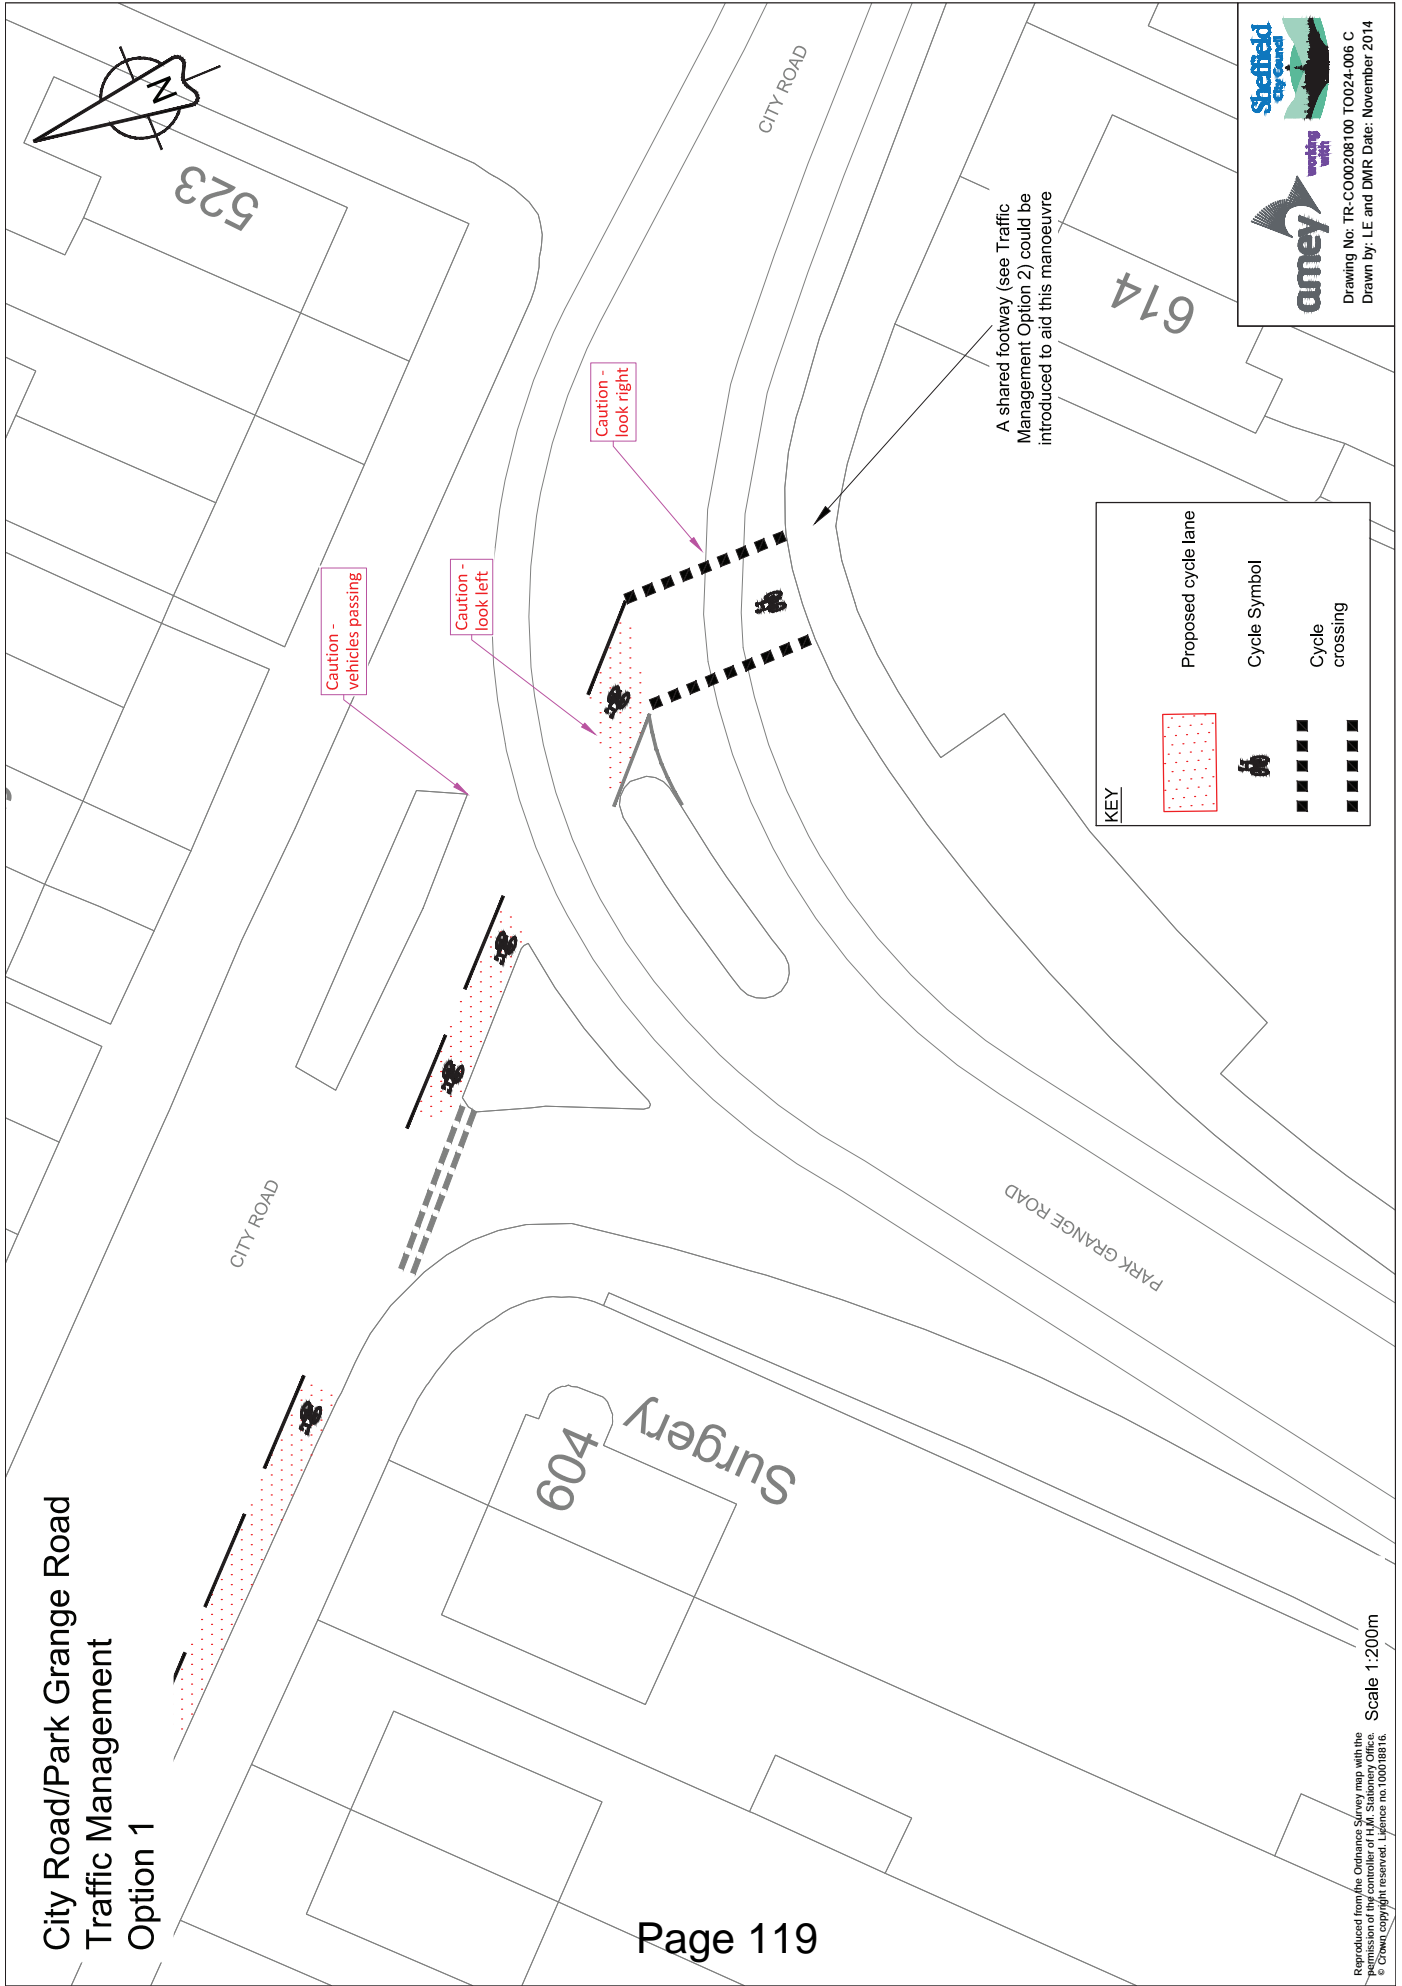 City Road/Park Grange Road
Traffic Management
Option 1
N
523
CITY ROAD
Caution -
vehicles passing
Caution -
look left
Caution -
look right
A shared footway (see Traffic
Management Option 2) could be
introduced to aid this manoeuvre
614
CITY ROAD
PARK GRANGE ROAD
604
Surgery
KEY
Proposed cycle lane
Cycle Symbol
Cycle
crossing
Sheffield
City Council
working
with
amey
Drawing No: TR-CO00208100 TO024-006 C
Drawn by: LE and DMR Date: November 2014
Reproduced from the Ordnance Survey map with the
permission of the controller of H.M. Stationery Office.
© Crown copyright reserved. Licence no.100018816.
Scale 1:200m
Page 119